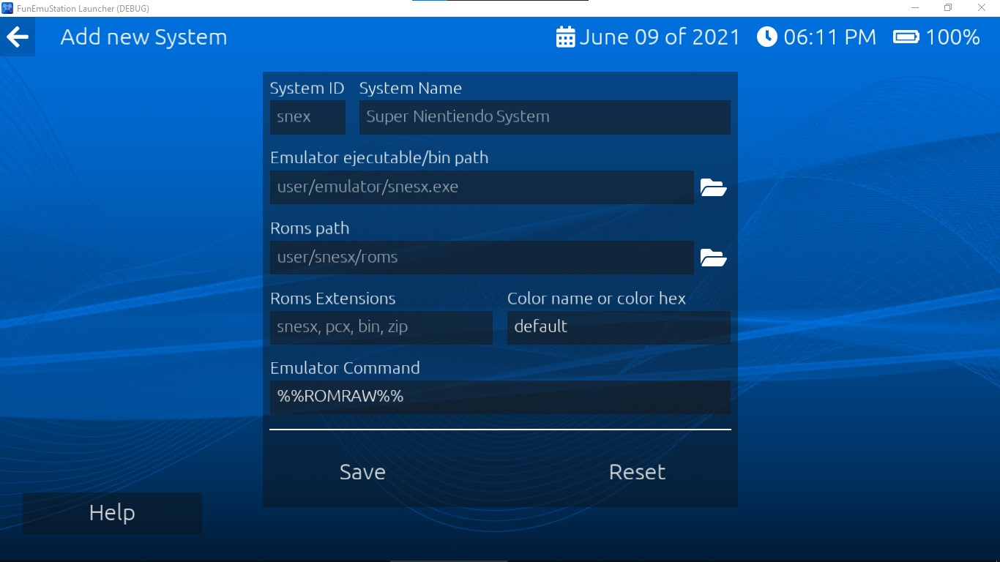 FunEmuStation Launcher (DEBUG)
Add new System
June 09 of 2021 06:11 PM 100%
System ID System Name
snex Super Nientiendo System
Emulator ejecutable/bin path
user/emulator/snesx.exe
Roms path
user/snesx/roms
Roms Extensions Color name or color hex
snesx, pcx, bin, zip default
Emulator Command
%%ROMRAW%%
Save Reset
Help